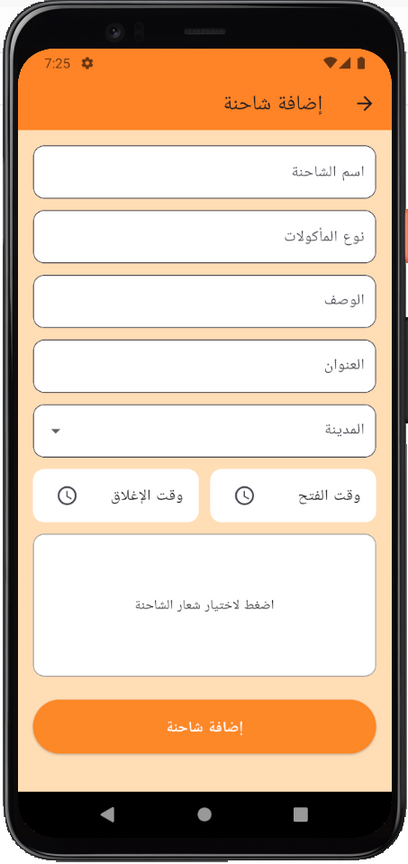 7:25
إضافة شاحنة
اسم الشاحنة
نوع المأكولات
الوصف
العنوان
المدينة
وقت الفتح
وقت الإغلاق
اضغط لاختيار شعار الشاحنة
إضافة شاحنة